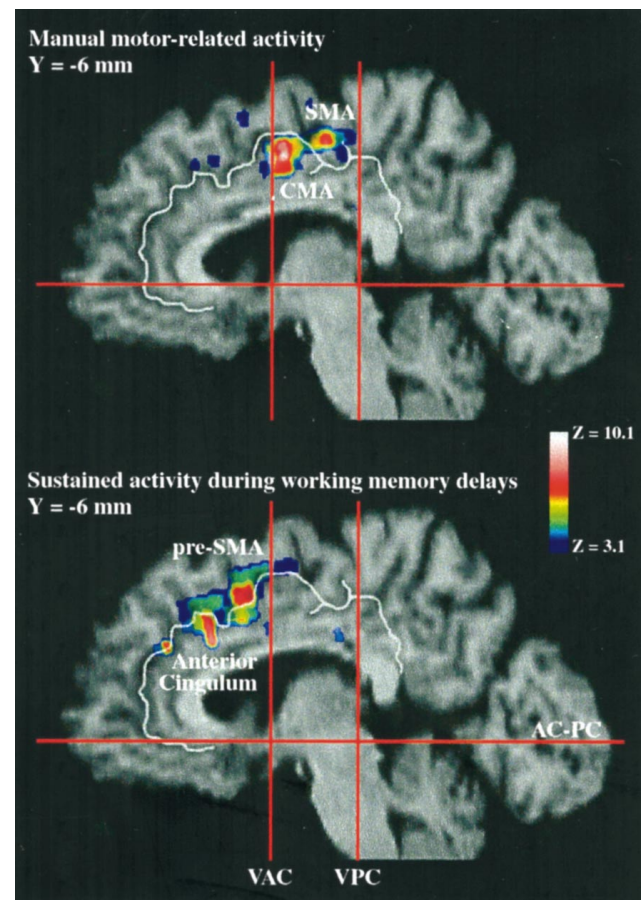 Manual motor-related activity
Y = -6 mm
SMA
CMA
Z = 10.1
Z = 3.1
Sustained activity during working memory delays
Y = -6 mm
pre-SMA
Anterior
Cingulum
AC-PC
VAC
VPC